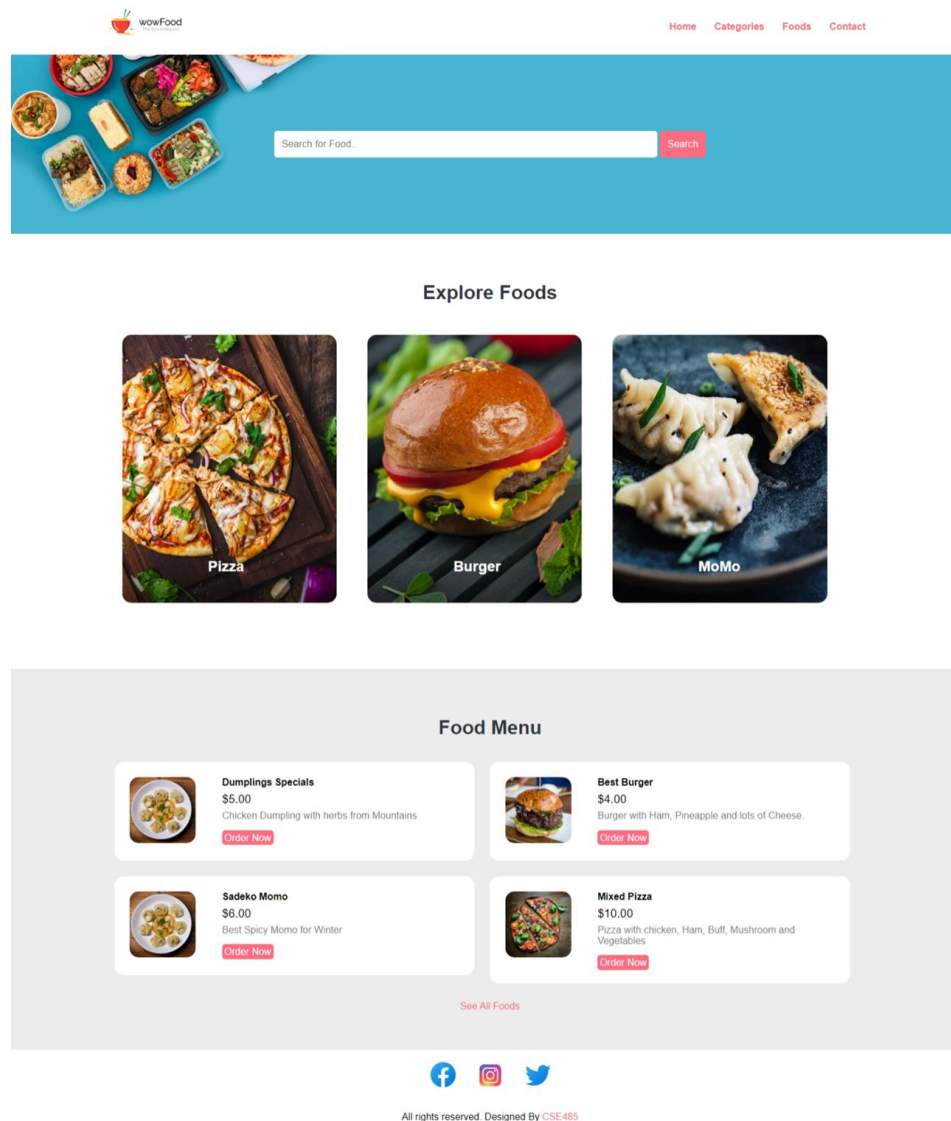 wowFood
Home Categories Foods Contact
Search for Food..
Search
Explore Foods
Pizza
Burger
MoMo
Food Menu
Dumplings Specials
$5.00
Chicken Dumpling with herbs from Mountains
Order Now
Best Burger
$4.00
Burger with Ham, Pineapple and lots of Cheese.
Order Now
Sadeko Momo
$6.00
Best Spicy Momo for Winter
Order Now
Mixed Pizza
$10.00
Pizza with chicken, Ham, Buff, Mushroom and
Vegetables
Order Now
See All Foods
All rights reserved. Designed By CSE485